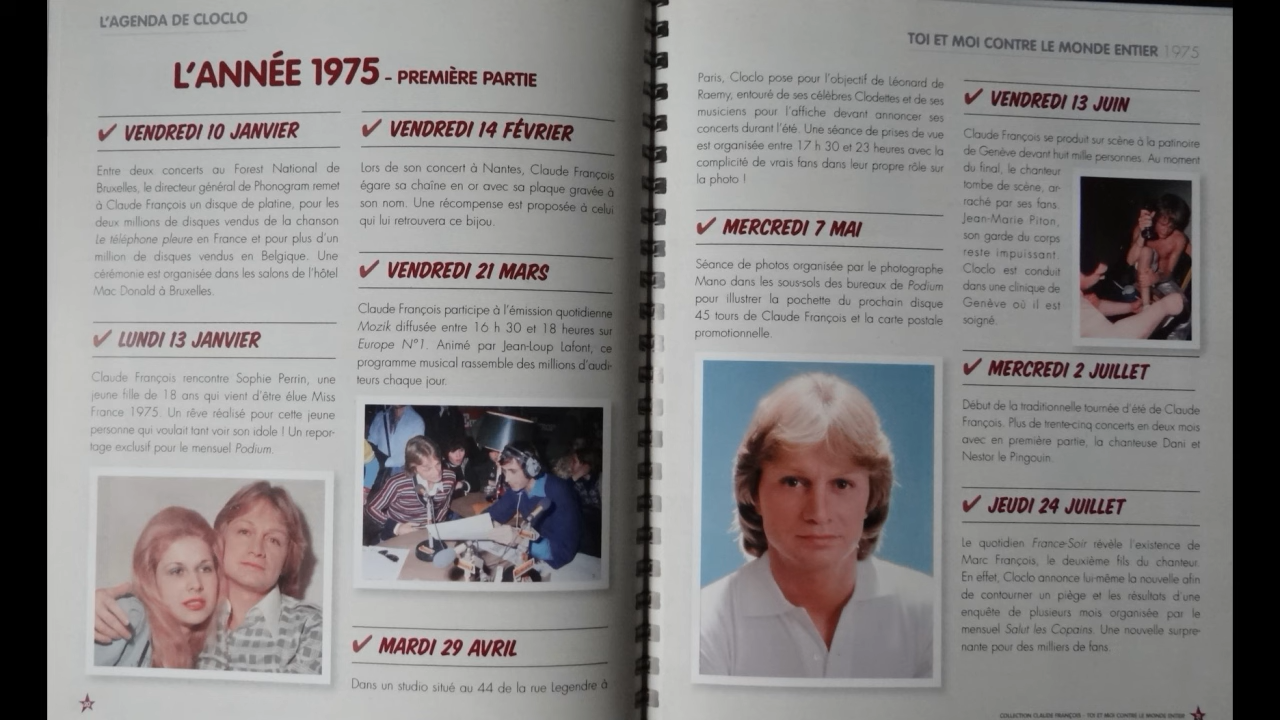 L'AGENDA DE CLOCLO
L'ANNÉE 1975 - PREMIÈRE PARTIE
✔ VENDREDI 10 JANVIER
Entre deux concerts au Forest National de
Bruxelles, le directeur général de Phonogram remet
à Claude François un disque de platine, pour les
deux millions de disques vendus de la chanson
Le téléphone pleure en France et pour plus d'un
million de disques vendus en Belgique. Une
cérémonie est organisée dans les salons de l'hôtel
Mac Donald à Bruxelles.
✔ LUNDI 13 JANVIER
Claude François rencontre Sophie Perrin, une
jeune fille de 18 ans qui vient d'être élue Miss
France 1975. Un rêve réalisé pour cette jeune
personne qui voulait tant voir son idole ! Un repor-
tage exclusif pour le mensuel Podium.
✔ VENDREDI 14 FÉVRIER
Lors de son concert à Nantes, Claude François
égare sa chaîne en or avec sa plaque gravée à
son nom. Une récompense est proposée à celui
qui lui retrouvera ce bijou.
✔ VENDREDI 21 MARS
Claude François participe à l'émission quotidienne
Mozik diffusée entre 16 h 30 et 18 heures sur
Europe N°1. Animé par Jean-Loup Lafont, ce
programme musical rassemble des millions d'audi-
teurs chaque jour.
✔ MARDI 29 AVRIL
Dans un studio situé au 44 de la rue Legendre à
TOI ET MOI CONTRE LE MONDE ENTIER 1975
Paris, Cloclo pose pour l'objectif de Léonard de
Raemy, entouré de ses célèbres Clodettes et de ses
musiciens pour l'affiche devant annoncer ses
concerts durant l'été. Une séance de prises de vue
est organisée entre 17 h 30 et 23 heures avec la
complicité de vrais fans dans leur propre rôle sur
la photo !
✔ MERCREDI 7 MAI
Séance de photos organisée par le photographe
Mano dans les sous-sols des bureaux de Podium
pour illustrer la pochette du prochain disque
45 tours de Claude François et la carte postale
promotionnelle.
✔ VENDREDI 13 JUIN
Claude François se produit sur scène à la patinoire
de Genève devant huit mille personnes. Au moment
du final, le chanteur
tombe de scène, ar-
raché par ses fans.
Jean-Marie Piton,
son garde du corps
reste impuissant.
Cloclo est conduit
dans une clinique de
Genève où il est
soigné.
✔ MERCREDI 2 JUILLET
Début de la traditionnelle tournée d'été de Claude
François. Plus de trente-cinq concerts en deux mois
avec en première partie, la chanteuse Dani et
Nestor le Pingouin.
✔ JEUDI 24 JUILLET
Le quotidien France-Soir révèle l'existence de
Marc François, le deuxième fils du chanteur.
En effet, Cloclo annonce lui-même la nouvelle afin
de contourner un piège et les résultats d'une
enquête de plusieurs mois organisée par le
mensuel Salut les Copains. Une nouvelle surpre-
nante pour des milliers de fans.
COLLECTION CLAUDE FRANÇOIS - TOI ET MOI CONTRE LE MONDE ENTIER